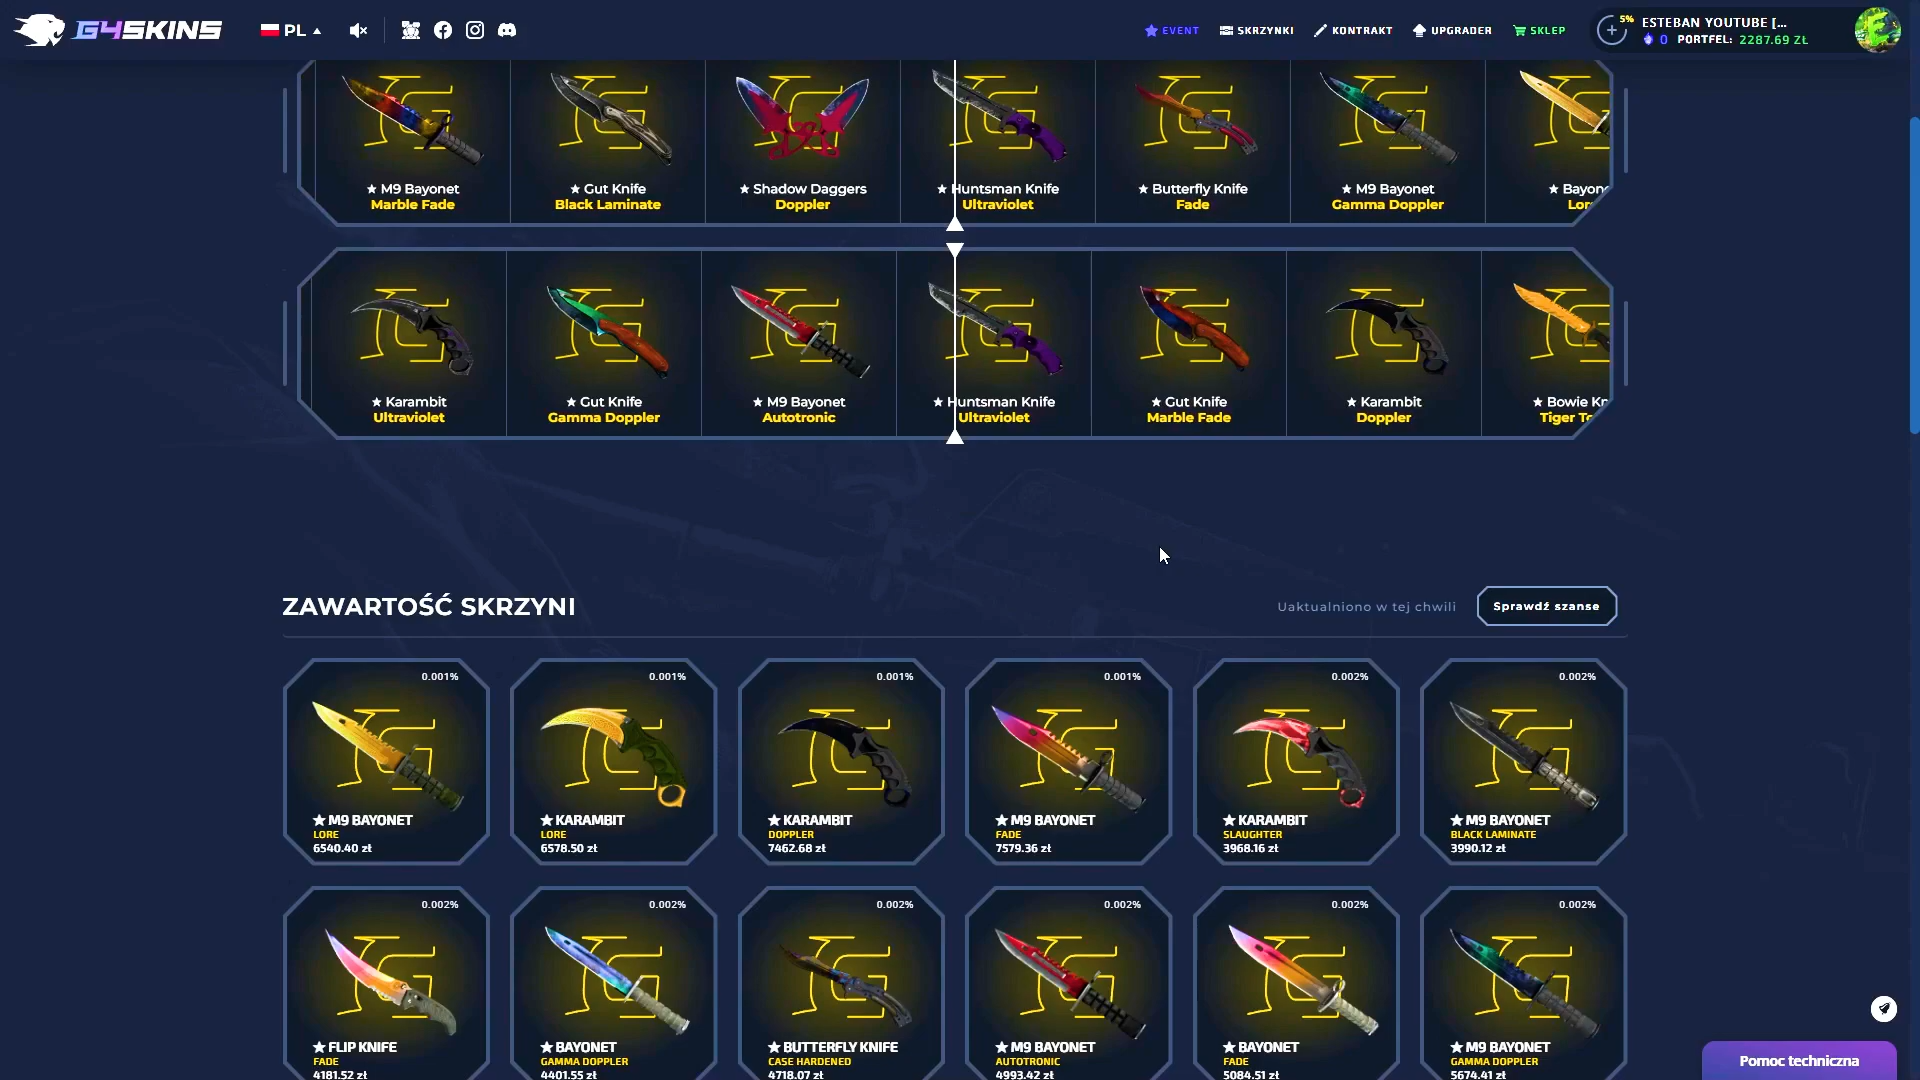 G4SKINS
PL
EVENT
SKRZYNKI
KONTRAKT
UPGRADER
SKLEP
5%
ESTEBAN YOUTUBE [...
0 PORTFEL: 2287.69 ZŁ
★ M9 Bayonet
Marble Fade
★ Gut Knife
Black Laminate
★ Shadow Daggers
Doppler
★ Huntsman Knife
Ultraviolet
★ Butterfly Knife
Fade
★ M9 Bayonet
Gamma Doppler
★ Bayon
Lor
★ Karambit
Ultraviolet
★ Gut Knife
Gamma Doppler
★ M9 Bayonet
Autotronic
★ Huntsman Knife
Ultraviolet
★ Gut Knife
Marble Fade
★ Karambit
Doppler
★ Bowie Kn
Tiger To
ZAWARTOŚĆ SKRZYNI
Uaktualniono w tej chwili
Sprawdź szanse
0.001%
★ M9 BAYONET
LORE
6540.40 zł
0.001%
★ KARAMBIT
LORE
6578.50 zł
0.001%
★ KARAMBIT
DOPPLER
7462.68 zł
0.001%
★ M9 BAYONET
FADE
7579.36 zł
0.002%
★ KARAMBIT
SLAUGHTER
3968.16 zł
0.002%
★ M9 BAYONET
BLACK LAMINATE
3990.12 zł
0.002%
★ FLIP KNIFE
FADE
4181.52 zł
0.002%
★ BAYONET
GAMMA DOPPLER
4401.55 zł
0.002%
★ BUTTERFLY KNIFE
CASE HARDENED
4718.07 zł
0.002%
★ M9 BAYONET
AUTOTRONIC
4993.42 zł
0.002%
★ BAYONET
FADE
5084.51 zł
0.002%
★ M9 BAYONET
GAMMA DOPPLER
5674.41 zł
Pomoc techniczna